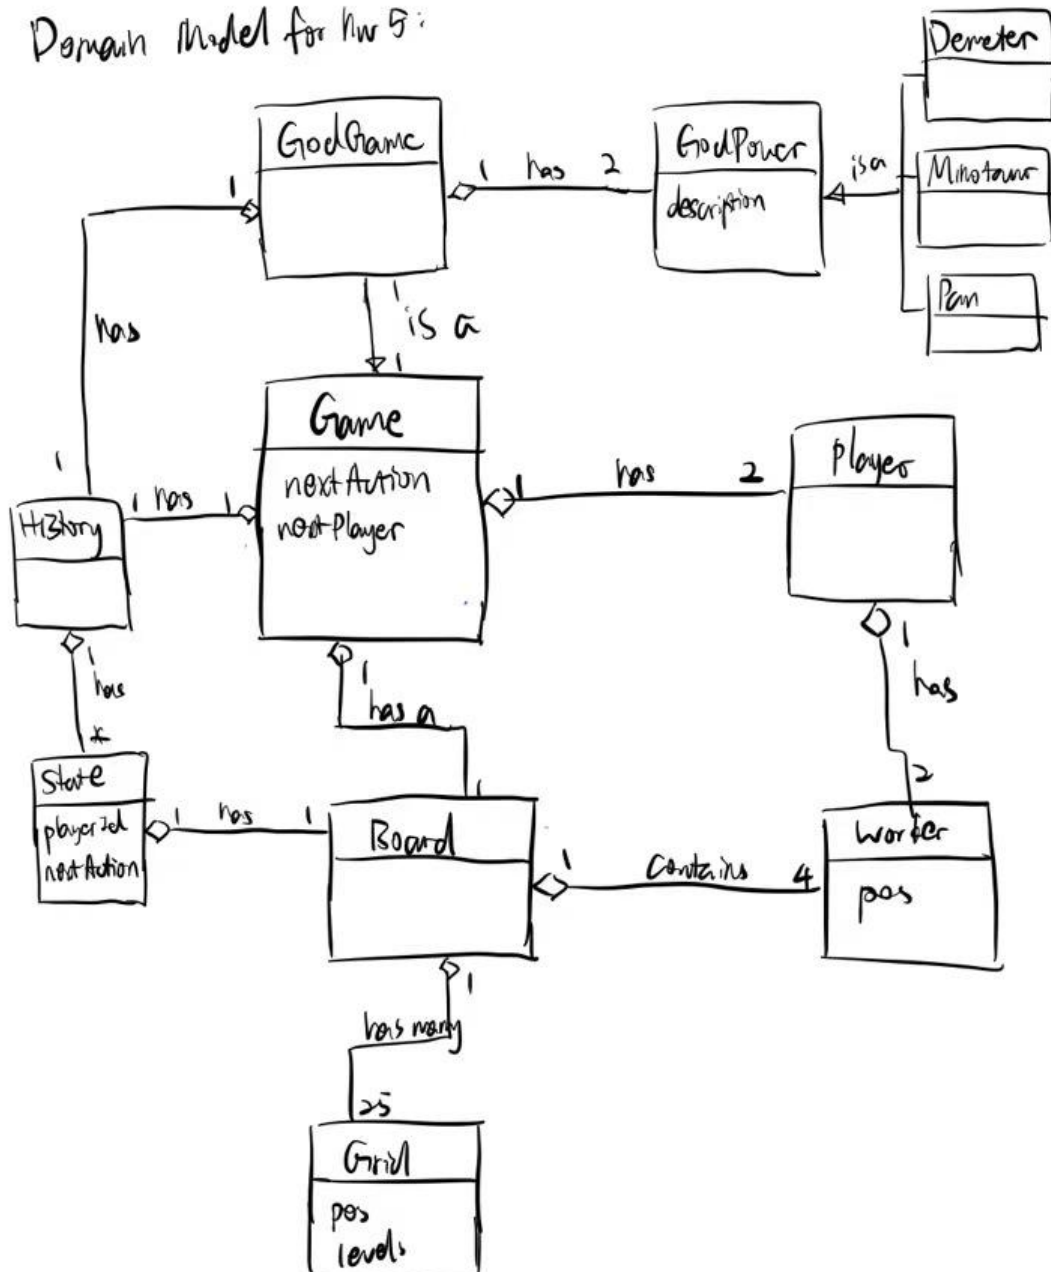 Domain Model for hw 5:
Demeter
GodGame
1
has
2
GodPower
description
is a
Minotaur
Pan
1
has
1
is a
1
Game
nextAction
nextPlayer
1
has
2
Player
1
1
has
1
History
1
has
*
1
has a
1
1
has
2
State
playerId
nextAction
1
has
1
Board
1
Contains
4
Worker
pos
1
has many
25
Grid
pos
levels